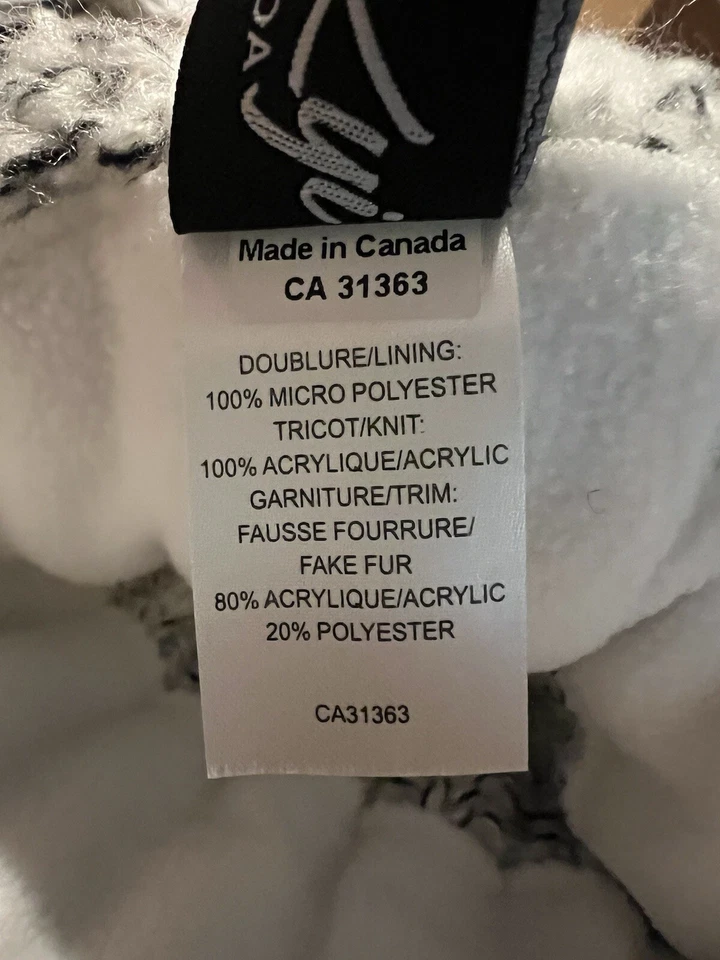 Made in Canada
CA 31363
DOUBLURE/LINING:
100% MICRO POLYESTER
TRICOT/KNIT:
100% ACRYLIQUE/ACRYLIC
GARNITURE/TRIM:
FAUSSE FOURRURE/
FAKE FUR
80% ACRYLIQUE/ACRYLIC
20% POLYESTER
CA31363